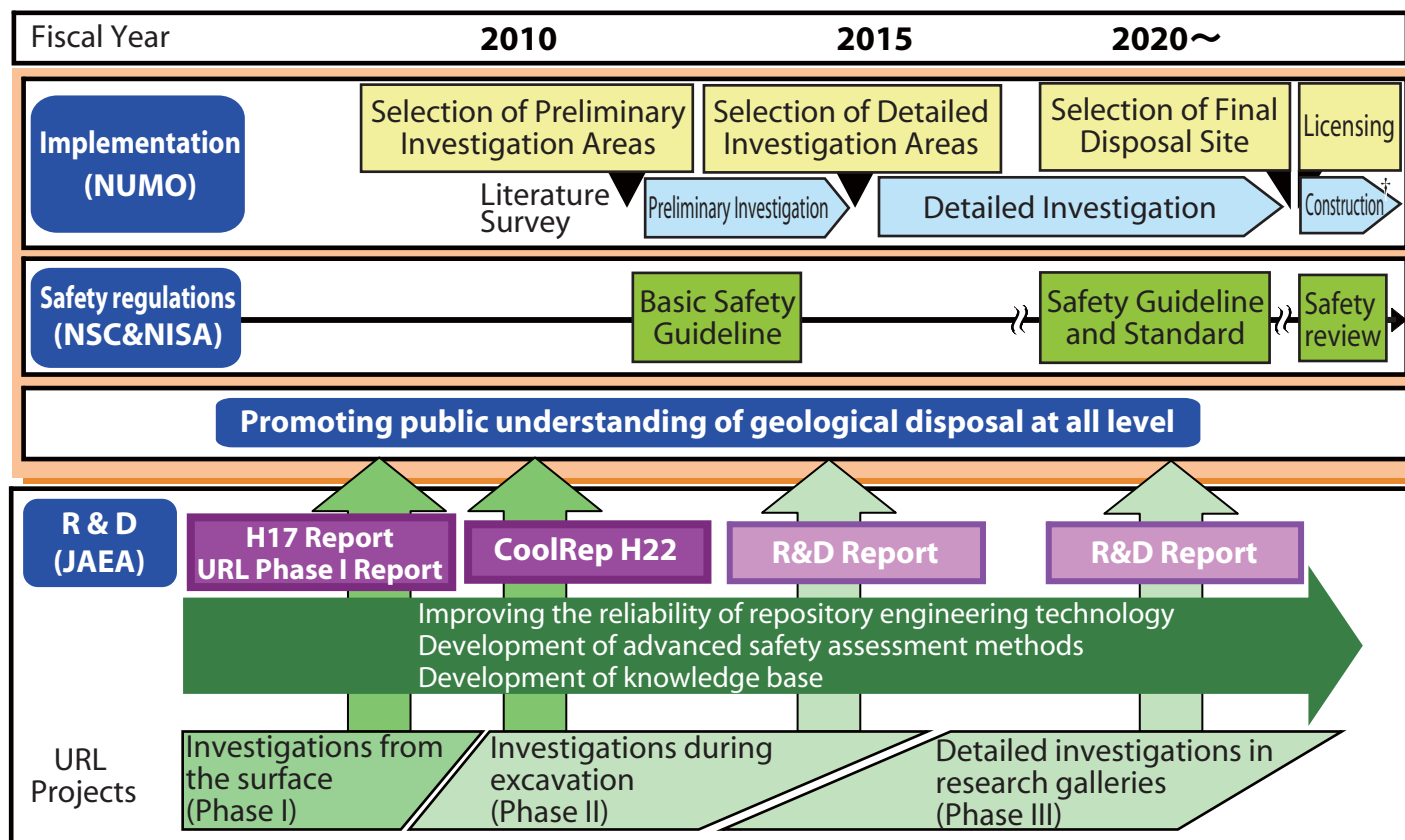 Fiscal Year 2010 2015 2020～
Implementation
(NUMO)
Selection of Preliminary
Investigation Areas
Selection of Detailed
Investigation Areas
Selection of Final
Disposal Site
Licensing
Literature
Survey
Preliminary Investigation
Detailed Investigation
Construction†
Safety regulations
(NSC&NISA)
Basic Safety
Guideline
Safety Guideline
and Standard
Safety
review
Promoting public understanding of geological disposal at all level
R & D
(JAEA)
H17 Report
URL Phase I Report
CoolRep H22
R&D Report
R&D Report
Improving the reliability of repository engineering technology
Development of advanced safety assessment methods
Development of knowledge base
URL
Projects
Investigations from
the surface
(Phase I)
Investigations during
excavation
(Phase II)
Detailed investigations in
research galleries
(Phase III)